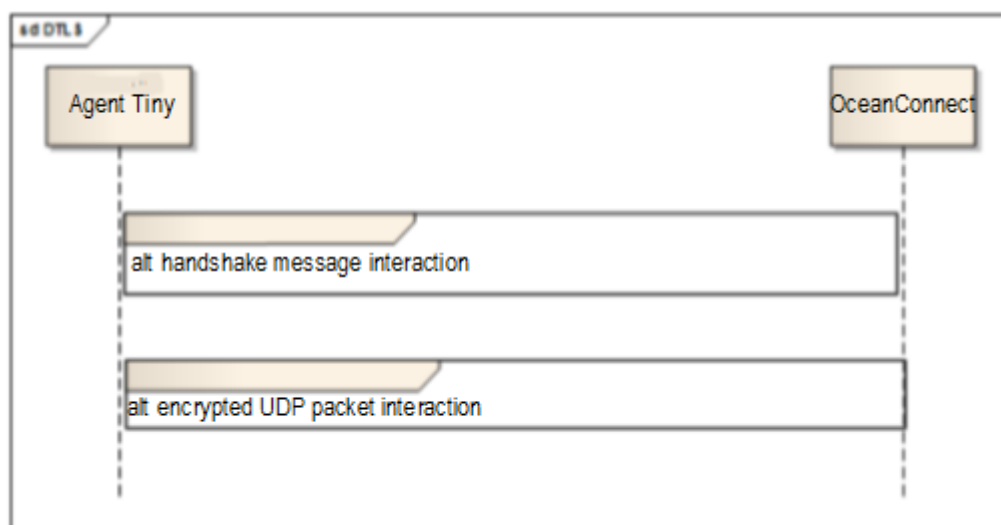 sd DTLS
Agent Tiny
OceanConnect
alt handshake message interaction
alt encrypted UDP packet interaction